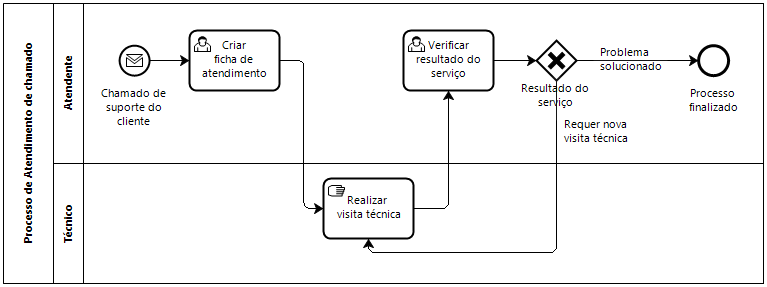 Processo de Atendimento de chamado
Atendente
Chamado de
suporte do
cliente
Criar
ficha de
atendimento
Verificar
resultado do
serviço
Resultado do
serviço
Problema
solucionado
Processo
finalizado
Requer nova
visita técnica
Técnico
Realizar
visita técnica